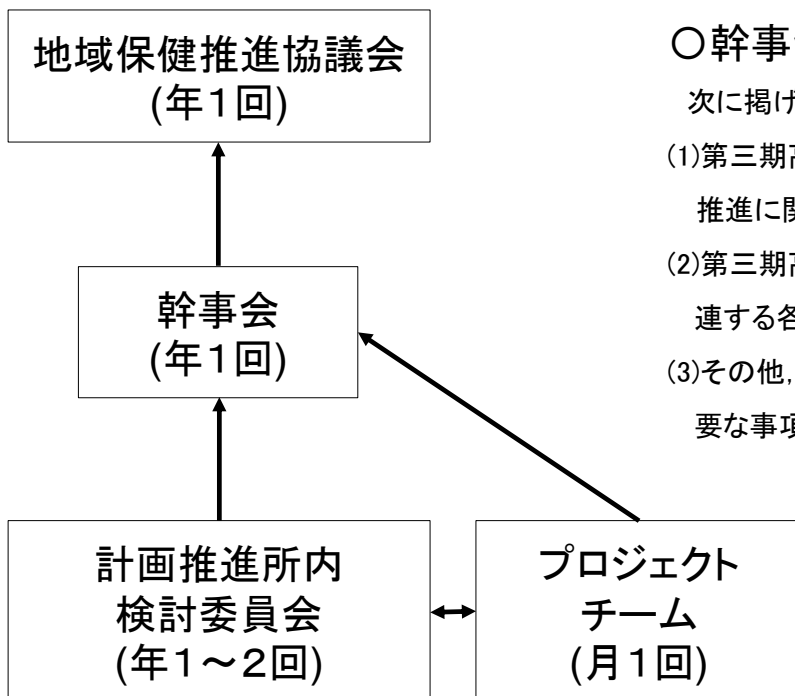 地域保健推進協議会
(年１回)
幹事会
(年１回)
計画推進所内
検討委員会
(年１～２回)
プロジェクト
チーム
(月１回)
○幹事
次に掲げ
(1)第三期
推進に関
(2)第三期
連する各
(3)その他,
要な事項